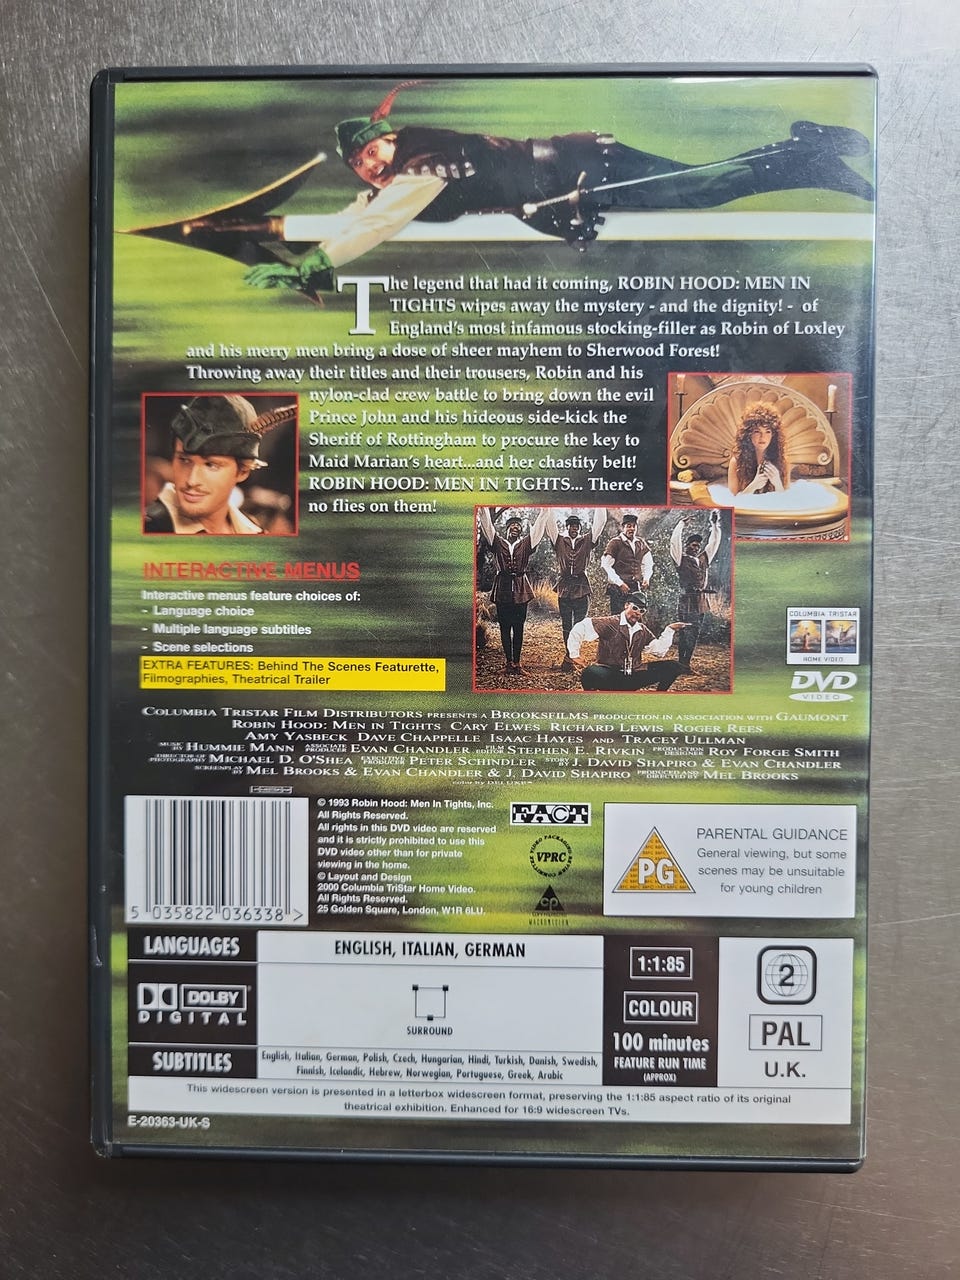 The legend that had it coming, ROBIN HOOD: MEN IN
TIGHTS wipes away the mystery - and the dignity! - of
England's most infamous stocking-filler as Robin of Loxley
and his merry men bring a dose of sheer mayhem to Sherwood Forest!
Throwing away their titles and their trousers, Robin and his
nylon-clad crew battle to bring down the evil
Prince John and his hideous side-kick the
Sheriff of Rottingham to procure the key to
Maid Marian's heart...and her chastity belt!
ROBIN HOOD: MEN IN TIGHTS... There's
no flies on them!
INTERACTIVE MENUS
Interactive menus feature choices of:
- Language choice
- Multiple language subtitles
- Scene selections
EXTRA FEATURES: Behind The Scenes Featurette,
Filmographies, Theatrical Trailer
COLUMBIA TRISTAR
HOME VIDEO
DVD
VIDEO
COLUMBIA TRISTAR FILM DISTRIBUTORS PRESENTS A BROOKSFILMS PRODUCTION IN ASSOCIATION WITH GAUMONT
ROBIN HOOD: MEN IN TIGHTS CARY ELWES RICHARD LEWIS ROGER REES
AMY YASBECK DAVE CHAPPELLE ISAAC HAYES AND TRACEY ULLMAN
MUSIC BY HUMMIE MANN ASSOCIATE PRODUCER EVAN CHANDLER FILM EDITOR STEPHEN E. RIVKIN PRODUCTION DESIGNER ROY FORGE SMITH
DIRECTOR OF PHOTOGRAPHY MICHAEL D. O'SHEA EXECUTIVE PRODUCER PETER SCHINDLER STORY BY J. DAVID SHAPIRO & EVAN CHANDLER
SCREENPLAY BY MEL BROOKS & EVAN CHANDLER & J. DAVID SHAPIRO PRODUCED AND DIRECTED BY MEL BROOKS
COLOR BY DELUXE
© 1993 Robin Hood: Men In Tights, Inc.
All Rights Reserved.
All rights in this DVD video are reserved
and it is strictly prohibited to use this
DVD video other than for private
viewing in the home.
© Layout and Design
2000 Columbia TriStar Home Video.
All Rights Reserved.
25 Golden Square, London, W1R 6LU.
5 035822 036338 >
FACT
VIDEO PACKAGING REVIEW COMMITTEE
VPRC
cp
MACROVISION
PG
PARENTAL GUIDANCE
General viewing, but some
scenes may be unsuitable
for young children
LANGUAGES
ENGLISH, ITALIAN, GERMAN
DOLBY
DIGITAL
SURROUND
SUBTITLES
English, Italian, German, Polish, Czech, Hungarian, Hindi, Turkish, Danish, Swedish,
Finnish, Icelandic, Hebrew, Norwegian, Portuguese, Greek, Arabic
1:1:85
COLOUR
100 minutes
FEATURE RUN TIME
(APPROX)
2
PAL
U.K.
This widescreen version is presented in a letterbox widescreen format, preserving the 1:1:85 aspect ratio of its original
theatrical exhibition. Enhanced for 16:9 widescreen TVs.
E-20363-UK-S